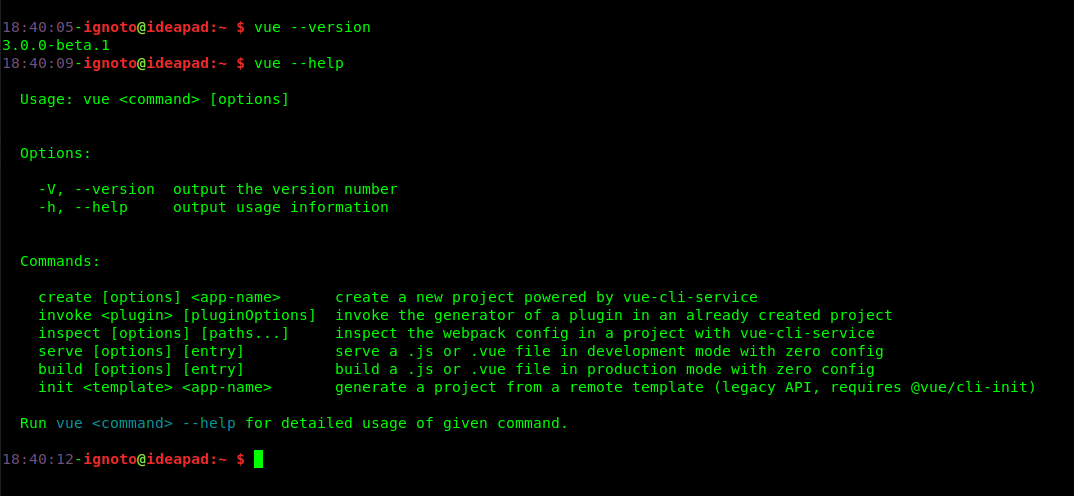 18:40:05-ignoto@ideapad:~ $ vue --version
3.0.0-beta.1
18:40:09-ignoto@ideapad:~ $ vue --help
Usage: vue <command> [options]
Options:
-V, --version  output the version number
-h, --help     output usage information
Commands:
create [options] <app-name>      create a new project powered by vue-cli-service
invoke <plugin> [pluginOptions]  invoke the generator of a plugin in an already created project
inspect [options] [paths...]     inspect the webpack config in a project with vue-cli-service
serve [options] [entry]          serve a .js or .vue file in development mode with zero config
build [options] [entry]          build a .js or .vue file in production mode with zero config
init <template> <app-name>       generate a project from a remote template (legacy API, requires @vue/cli-init)
Run vue <command> --help for detailed usage of given command.
18:40:12-ignoto@ideapad:~ $